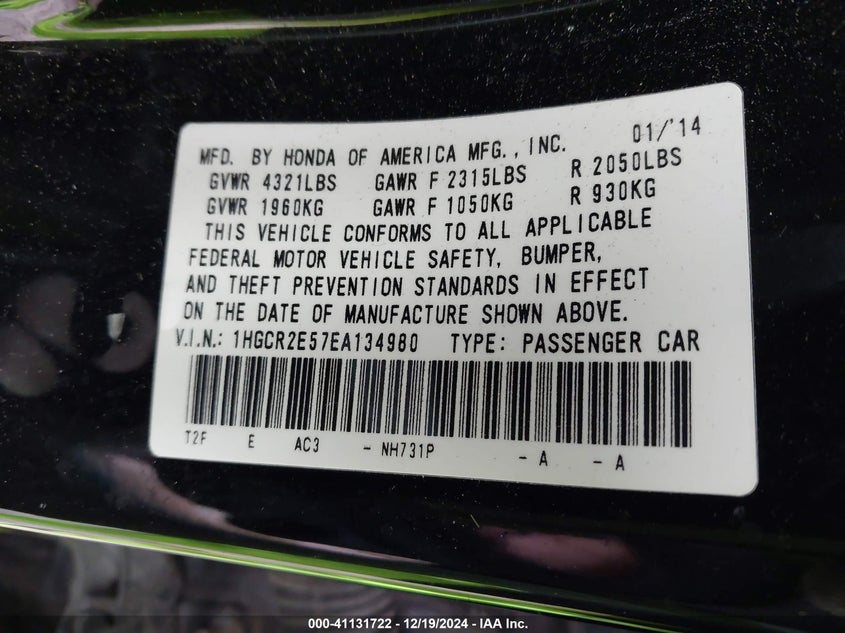 MFD. BY HONDA OF AMERICA MFG., INC. 01/'14
GVWR 4321LBS GAWR F 2315LBS R 2050LBS
GVWR 1960KG GAWR F 1050KG R 930KG
THIS VEHICLE CONFORMS TO ALL APPLICABLE
FEDERAL MOTOR VEHICLE SAFETY, BUMPER,
AND THEFT PREVENTION STANDARDS IN EFFECT
ON THE DATE OF MANUFACTURE SHOWN ABOVE.
V.I.N.: 1HGCR2E57EA134980 TYPE: PASSENGER CAR
T2F E AC3 - NH731P - A - A
000-41131722 - 12/19/2024 - IAA Inc.